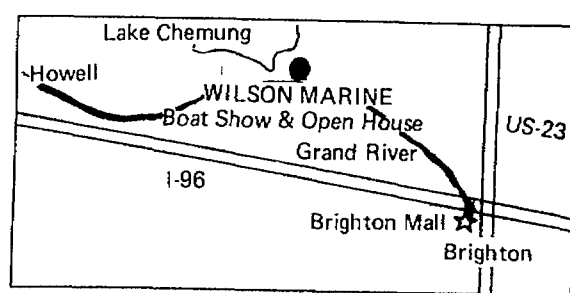 Lake Chemung
Howell
WILSON MARINE
Boat Show & Open House
US-23
Grand River
I-96
Brighton Mall
Brighton